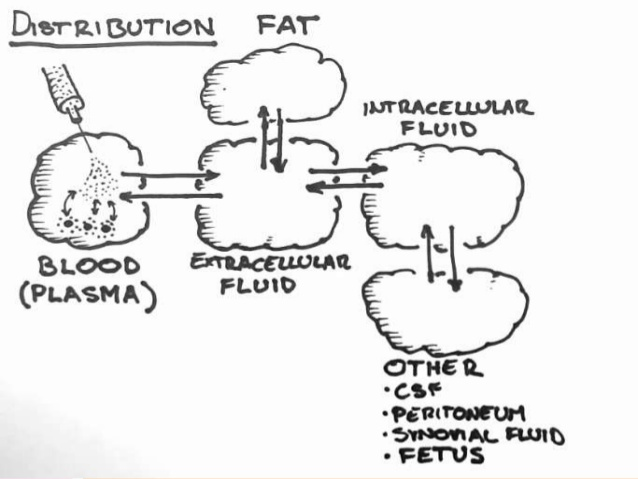 DISTRIBUTION
FAT
INTRACELLULAR
FLUID
BLOOD
(PLASMA)
EXTRACELLULAR
FLUID
OTHER
• CSF
• PERITONEUM
• SYNOVIAL FLUID
• FETUS